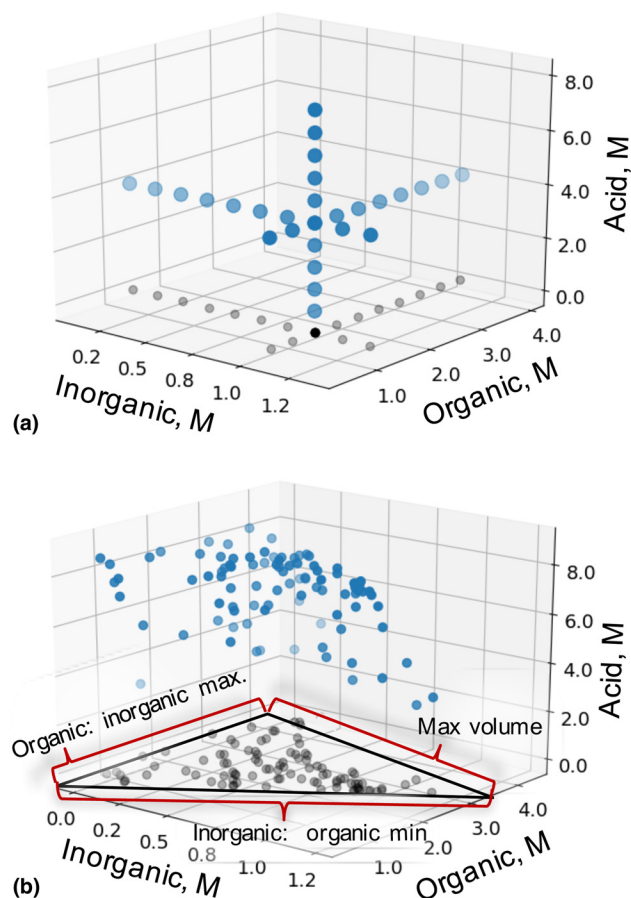 8.0
6.0
4.0
2.0
0.0
Acid, M
0.2
0.5
0.8
1.0
1.2
Inorganic, M
1.0
2.0
3.0
4.0
Organic, M
(a)
8.0
6.0
4.0
2.0
0.0
Acid, M
Organic: inorganic max.
Max volume
Inorganic: organic min
0.0
0.2
0.5
0.8
1.0
1.2
Inorganic, M
1.0
2.0
3.0
4.0
Organic, M
(b)